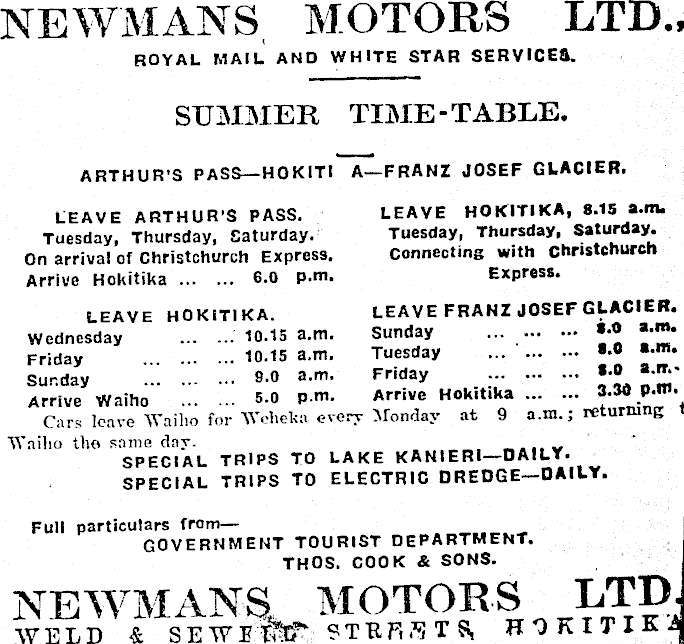 NEWMANS MOTORS LTD.,
ROYAL MAIL AND WHITE STAR SERVICES.
SUMMER TIME-TABLE.
ARTHUR'S PASS—HOKITI A—FRANZ JOSEF GLACIER.
LEAVE ARTHUR'S PASS.
Tuesday, Thursday, Saturday.
On arrival of Christchurch Express.
Arrive Hokitika ... ... 6.0 p.m.
LEAVE HOKITIKA, 8.15 a.m.
Tuesday, Thursday, Saturday.
Connecting with Christchurch
Express.
LEAVE HOKITIKA.
Wednesday ... ... 10.15 a.m.
Friday ... ... ... 10.15 a.m.
Sunday ... ... ... 9.0 a.m.
Arrive Waiho ... ... 5.0 p.m.
LEAVE FRANZ JOSEF GLACIER.
Sunday ... ... ... 8.0 a.m.
Tuesday ... ... ... 8.0 a.m.
Friday ... ... ... 8.0 a.m.
Arrive Hokitika ... ... 3.30 p.m.
Cars leave Waiho for Weheka every Monday at 9 a.m.; returning t
Waiho the same day.
SPECIAL TRIPS TO LAKE KANIERI—DAILY.
SPECIAL TRIPS TO ELECTRIC DREDGE—DAILY.
Full particulars from—
GOVERNMENT TOURIST DEPARTMENT.
THOS. COOK & SONS.
NEWMANS MOTORS LTD.
WELD & SEWELL STREETS, HOKITIKA